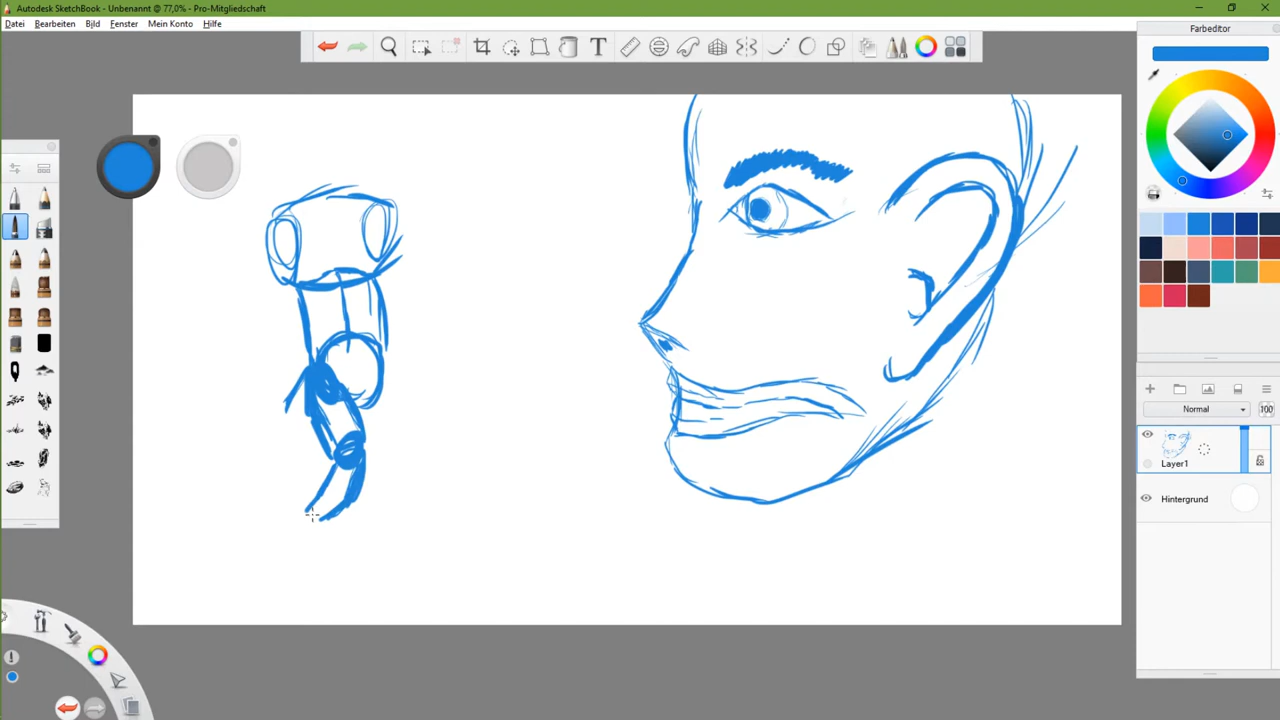 Autodesk SketchBook - Unbenannt @ 77,0% - Pro-Mitgliedschaft
Datei Bearbeiten Bild Fenster Mein Konto Hilfe
Farbeditor
Normal 100
Layer1
Hintergrund